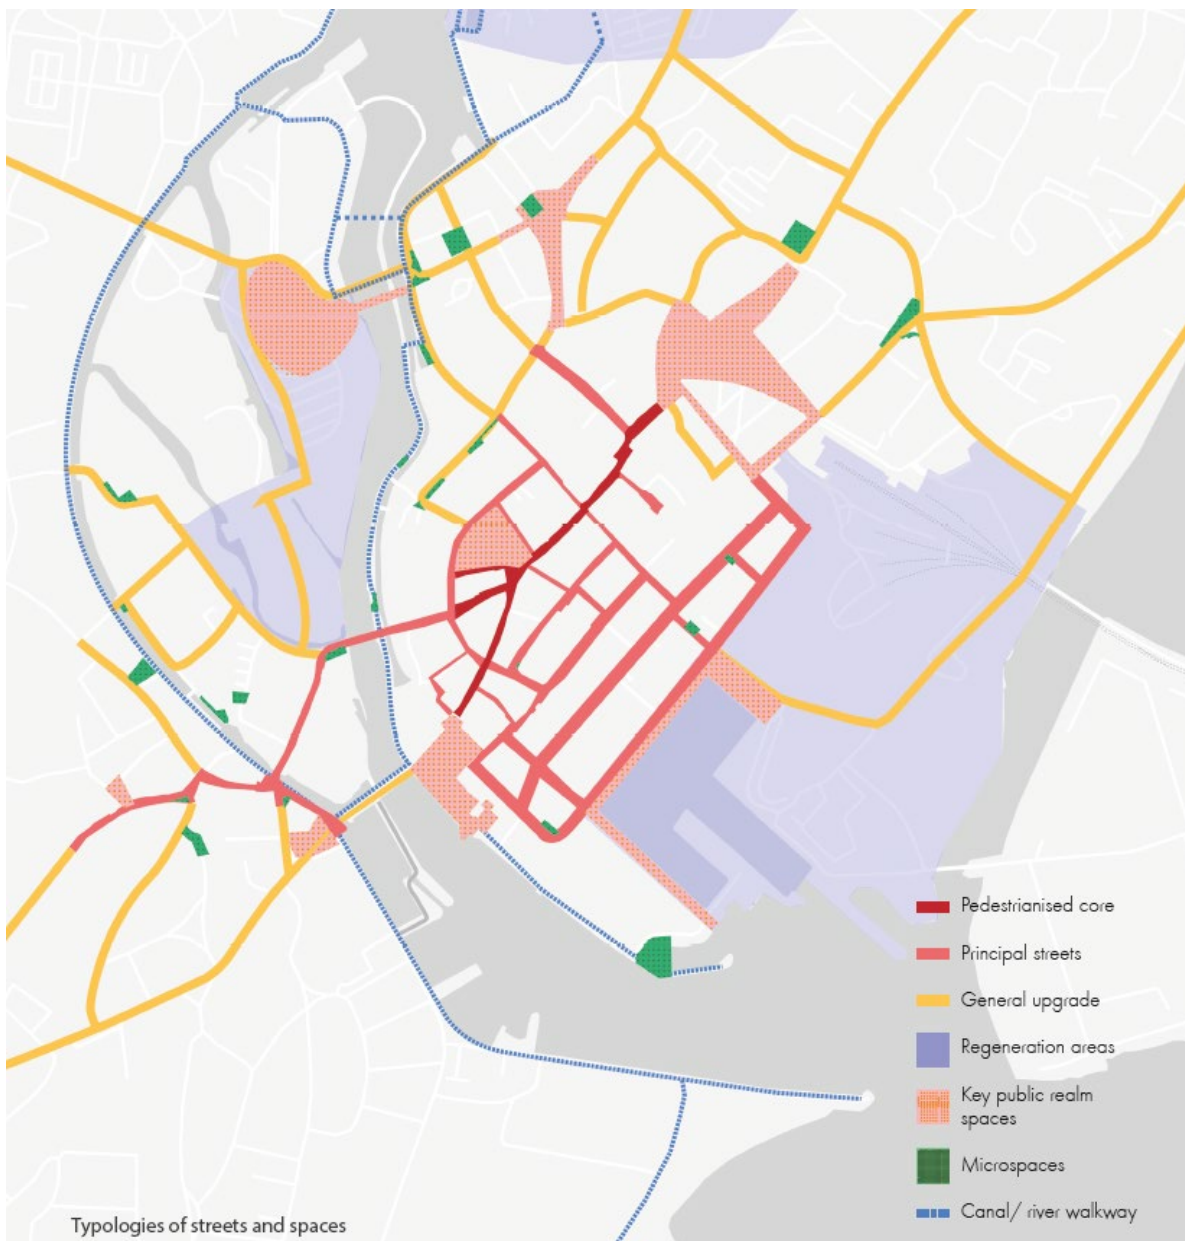 Pedestrianised core
Principal streets
General upgrade
Regeneration areas
Key public realm
spaces
Microspaces
Canal/ river walkway
Typologies of streets and spaces